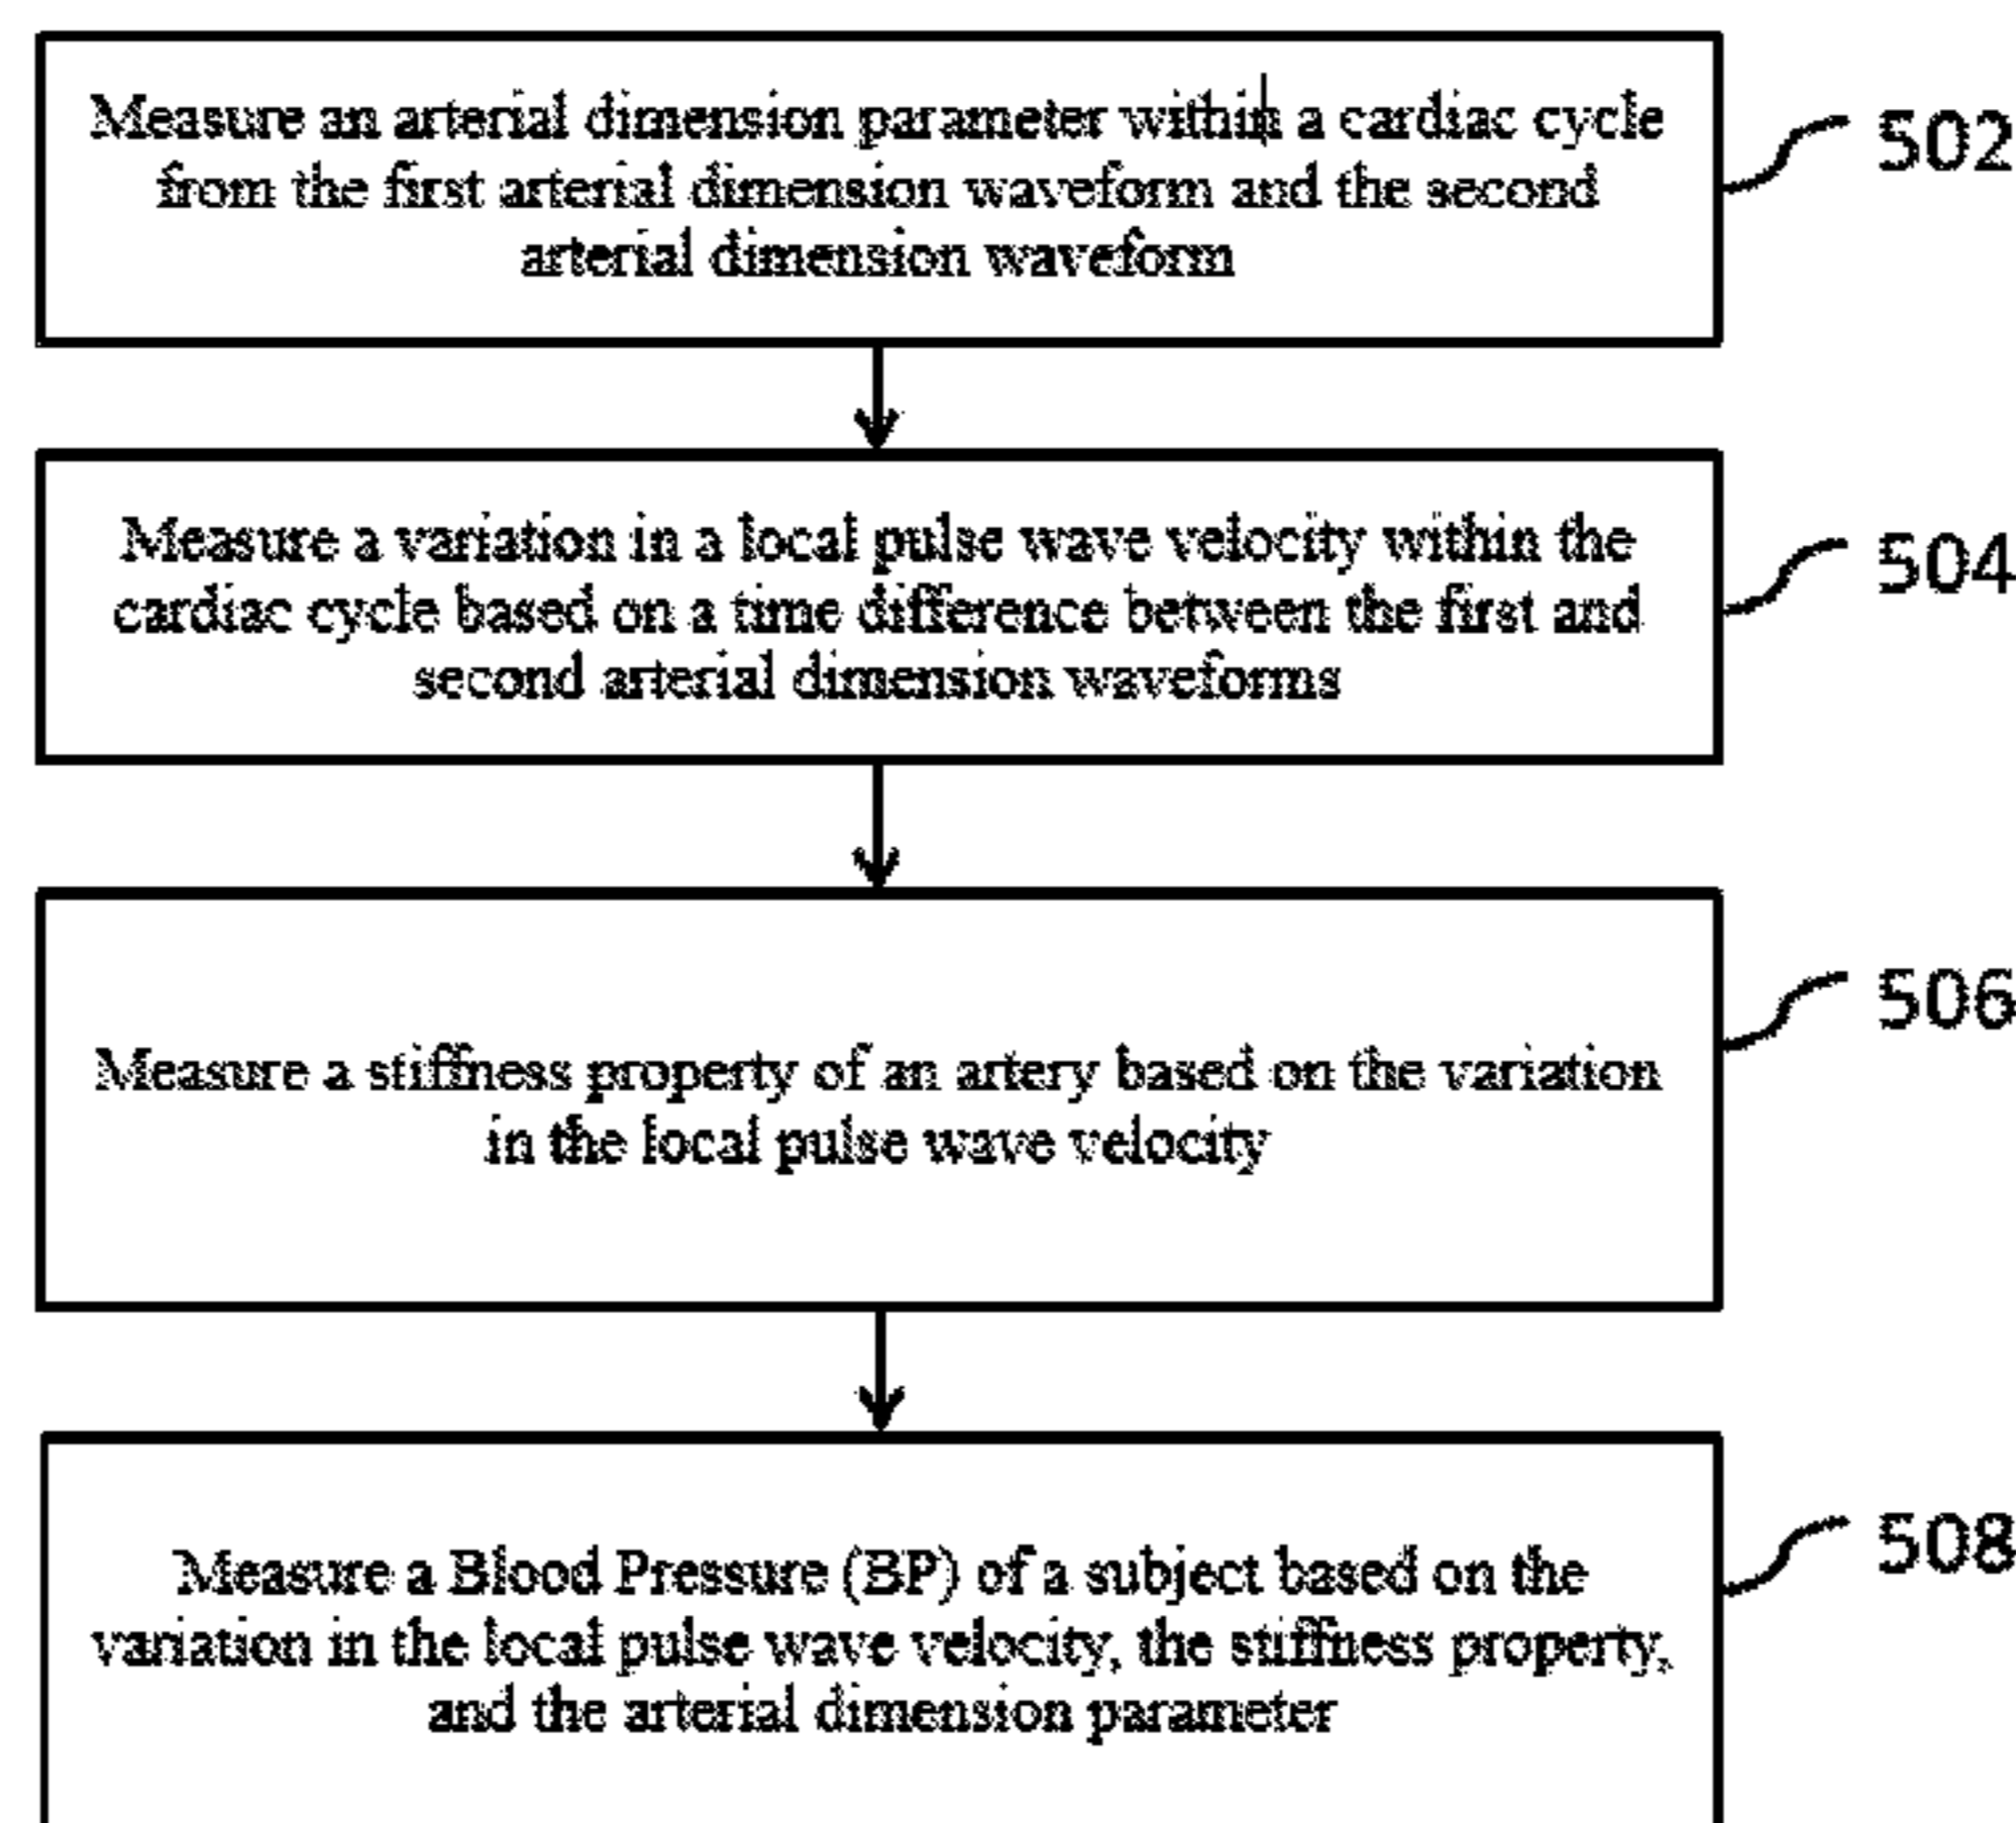 Measure an arterial dimension parameter within a cardiac cycle
from the first arterial dimension waveform and the second
arterial dimension waveform
502
Measure a variation in a local pulse wave velocity within the
cardiac cycle based on a time difference between the first and
second arterial dimension waveforms
504
Measure a stiffness property of an artery based on the variation
in the local pulse wave velocity
506
Measure a Blood Pressure (BP) of a subject based on the
variation in the local pulse wave velocity, the stiffness property,
and the arterial dimension parameter
508